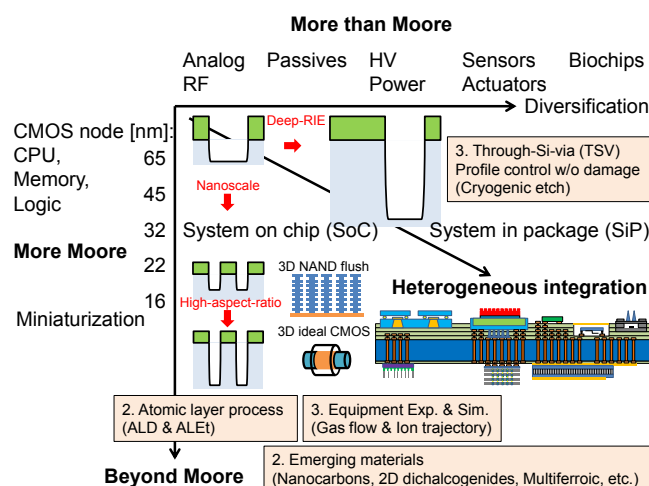 More than Moore
Analog Passives HV Sensors Biochips
RF Power Actuators
Diversification
CMOS node [nm]:
CPU, 65
Memory,
Logic 45
32
More Moore 22
16
Miniaturization
Deep-RIE
Nanoscale
3. Through-Si-via (TSV)
Profile control w/o damage
(Cryogenic etch)
System on chip (SoC) System in package (SiP)
3D NAND flush
Heterogeneous integration
High-aspect-ratio
3D ideal CMOS
2. Atomic layer process
(ALD & ALEt)
3. Equipment Exp. & Sim.
(Gas flow & Ion trajectory)
Beyond Moore
2. Emerging materials
(Nanocarbons, 2D dichalcogenides, Multiferroic, etc.)